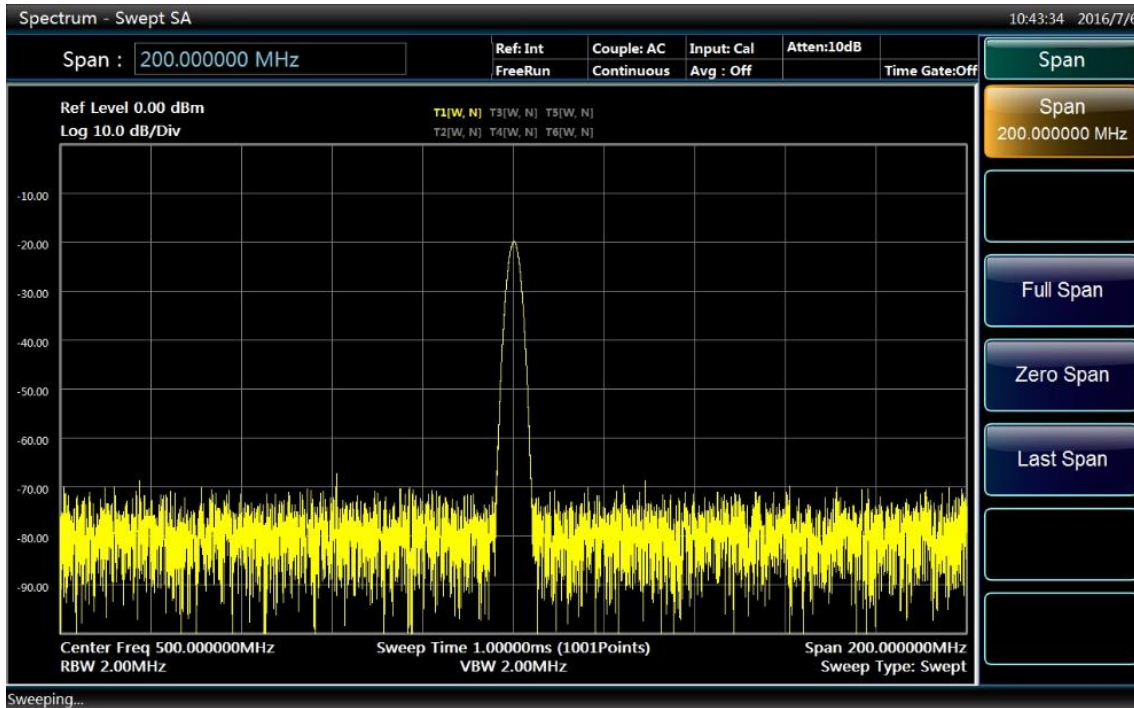 Spectrum - Swept SA
10:43:34 2016/7/6
Span : 200.000000 MHz
Ref: Int Couple: AC Input: Cal Atten:10dB
FreeRun Continuous Avg : Off Time Gate:Off
Span
Ref Level 0.00 dBm
Log 10.0 dB/Div
T1[W, N] T3[W, N] T5[W, N]
T2[W, N] T4[W, N] T6[W, N]
-10.00
-20.00
-30.00
-40.00
-50.00
-60.00
-70.00
-80.00
-90.00
Center Freq 500.000000MHz Sweep Time 1.00000ms (1001Points) Span 200.000000MHz
RBW 2.00MHz VBW 2.00MHz Sweep Type: Swept
Span
200.000000 MHz
Full Span
Zero Span
Last Span
Sweeping...